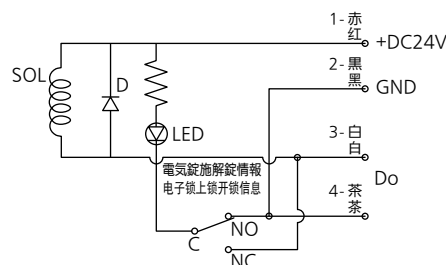 1-赤
红
+DC24V
2-黒
黑
GND
SOL
D
LED
3-白
白
電気錠施解錠情報
电子锁上锁开锁信息
Do
4-茶
茶
NO
C
NC